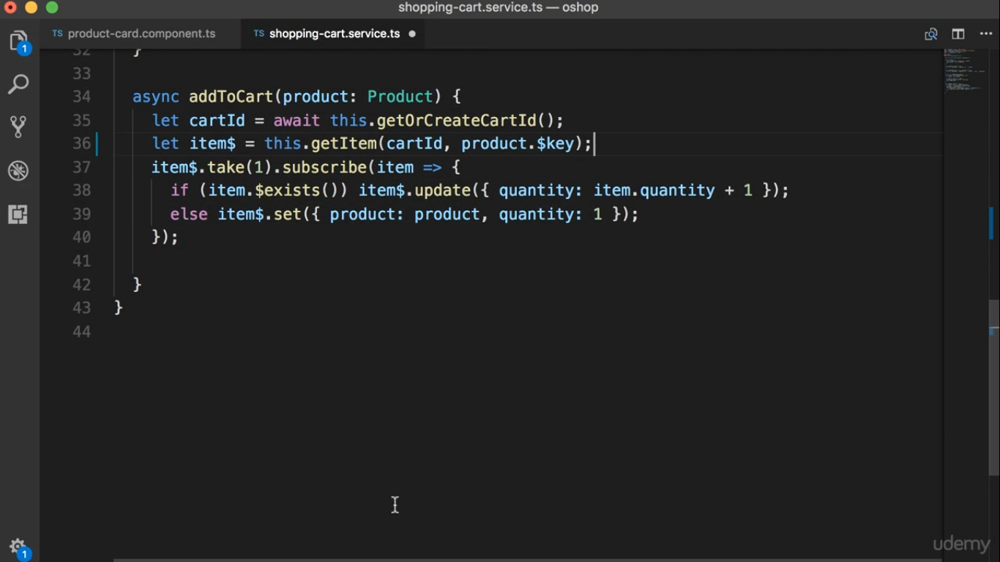 shopping-cart.service.ts — oshop
TS product-card.component.ts
TS shopping-cart.service.ts
1
32 }
33
34 async addToCart(product: Product) {
35 let cartId = await this.getOrCreateCartId();
36 let item$ = this.getItem(cartId, product.$key);
37 item$.take(1).subscribe(item => {
38 if (item.$exists()) item$.update({ quantity: item.quantity + 1 });
39 else item$.set({ product: product, quantity: 1 });
40 });
41
42 }
43 }
44
udemy
1